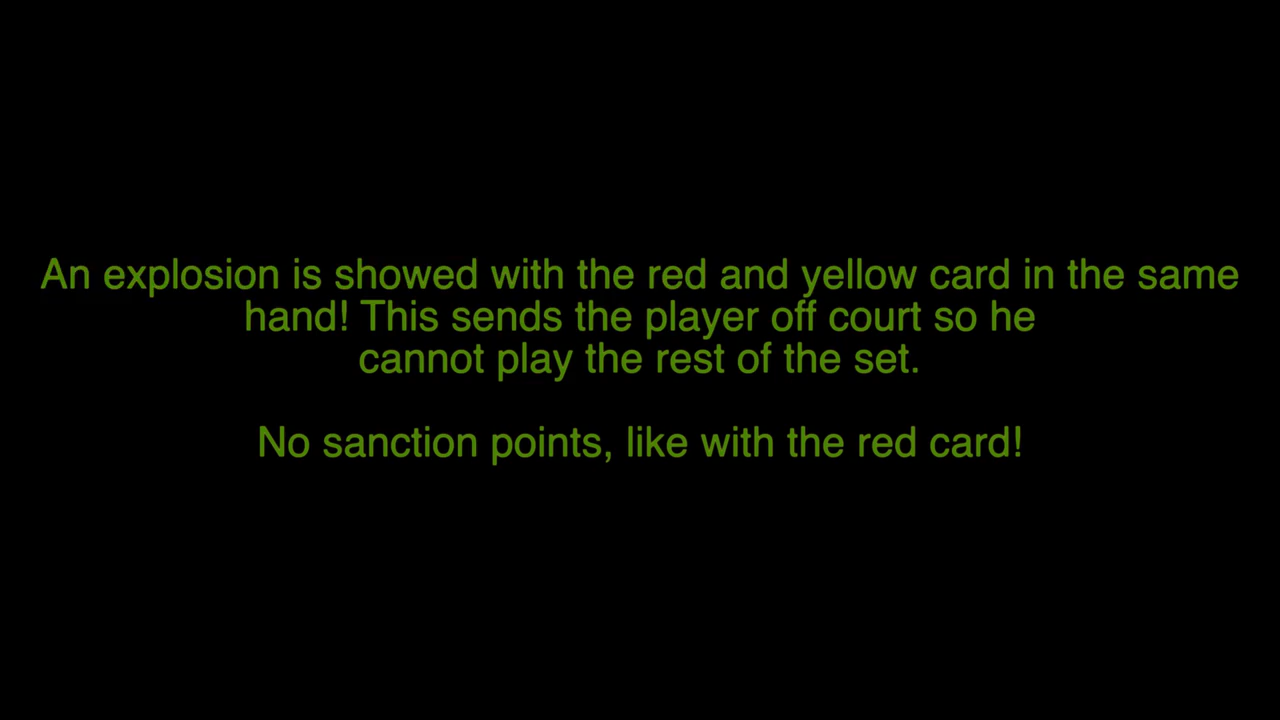 An explosion is showed with the red and yellow card in the same
hand! This sends the player off court so he
cannot play the rest of the set.
No sanction points, like with the red card!